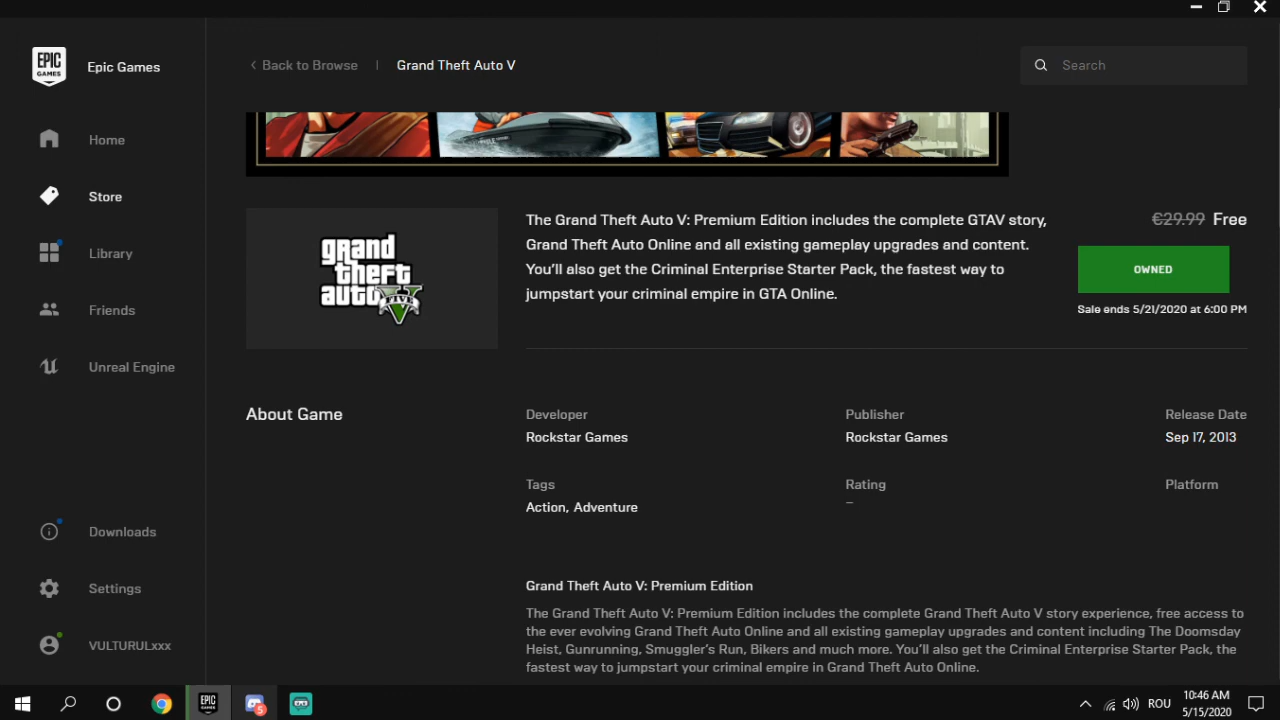 EPIC GAMES
Epic Games
Back to Browse
Grand Theft Auto V
Search
Home
Store
Library
Friends
Unreal Engine
grand
theft
auto V
FIVE
The Grand Theft Auto V: Premium Edition includes the complete GTAV story,
Grand Theft Auto Online and all existing gameplay upgrades and content.
You'll also get the Criminal Enterprise Starter Pack, the fastest way to
jumpstart your criminal empire in GTA Online.
€29.99 Free
OWNED
Sale ends 5/21/2020 at 6:00 PM
About Game
Developer
Rockstar Games
Publisher
Rockstar Games
Release Date
Sep 17, 2013
Tags
Action, Adventure
Rating
–
Platform
Grand Theft Auto V: Premium Edition
The Grand Theft Auto V: Premium Edition includes the complete Grand Theft Auto V story experience, free access to
the ever evolving Grand Theft Auto Online and all existing gameplay upgrades and content including The Doomsday
Heist, Gunrunning, Smuggler's Run, Bikers and much more. You'll also get the Criminal Enterprise Starter Pack, the
fastest way to jumpstart your criminal empire in Grand Theft Auto Online.
Downloads
Settings
VULTURULxxx
EPIC GAMES
5
ROU
10:46 AM
5/15/2020